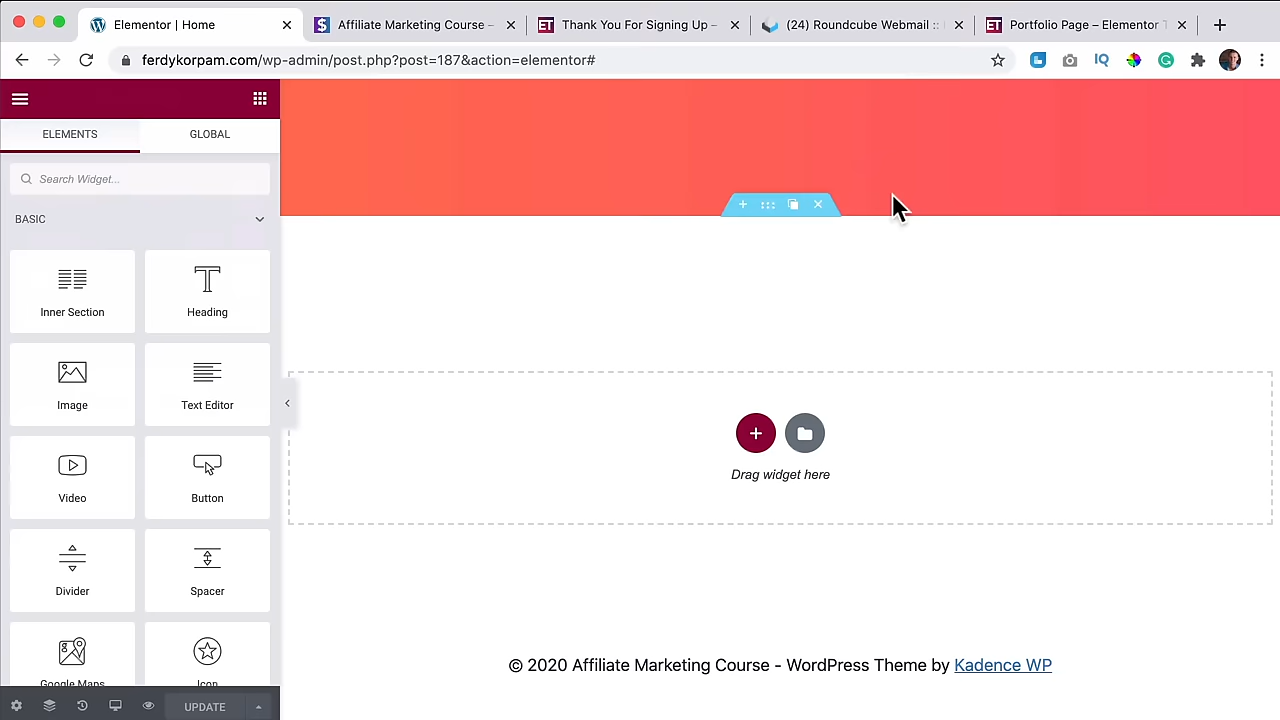 Elementor | Home
Affiliate Marketing Course –
Thank You For Signing Up –
(24) Roundcube Webmail ::
Portfolio Page – Elementor T
ferdykorpam.com/wp-admin/post.php?post=187&action=elementor#
ELEMENTS
GLOBAL
Search Widget...
BASIC
Inner Section
Heading
Image
Text Editor
Video
Button
Divider
Spacer
Google Maps
Icon
UPDATE
Drag widget here
© 2020 Affiliate Marketing Course - WordPress Theme by Kadence WP